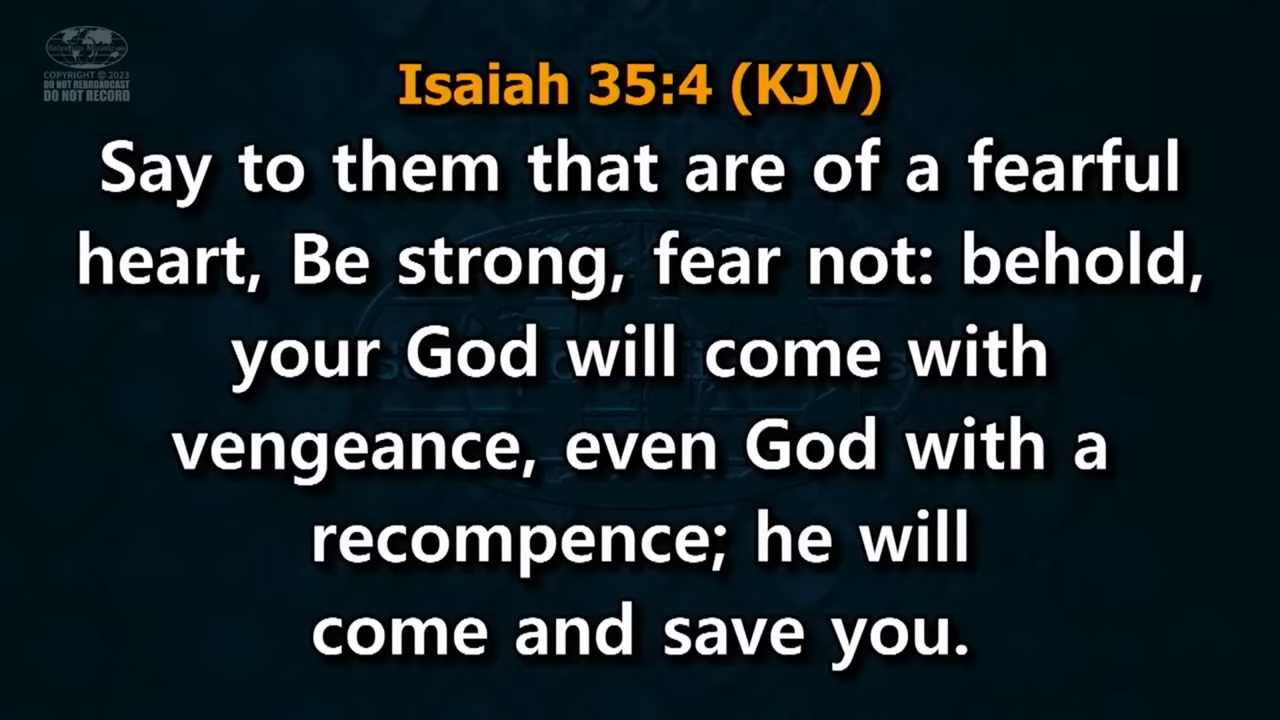 Salvation Ministries
COPYRIGHT © 2023
DO NOT REBROADCAST
DO NOT RECORD
Isaiah 35:4 (KJV)
Say to them that are of a fearful
heart, Be strong, fear not: behold,
your God will come with
vengeance, even God with a
recompence; he will
come and save you.